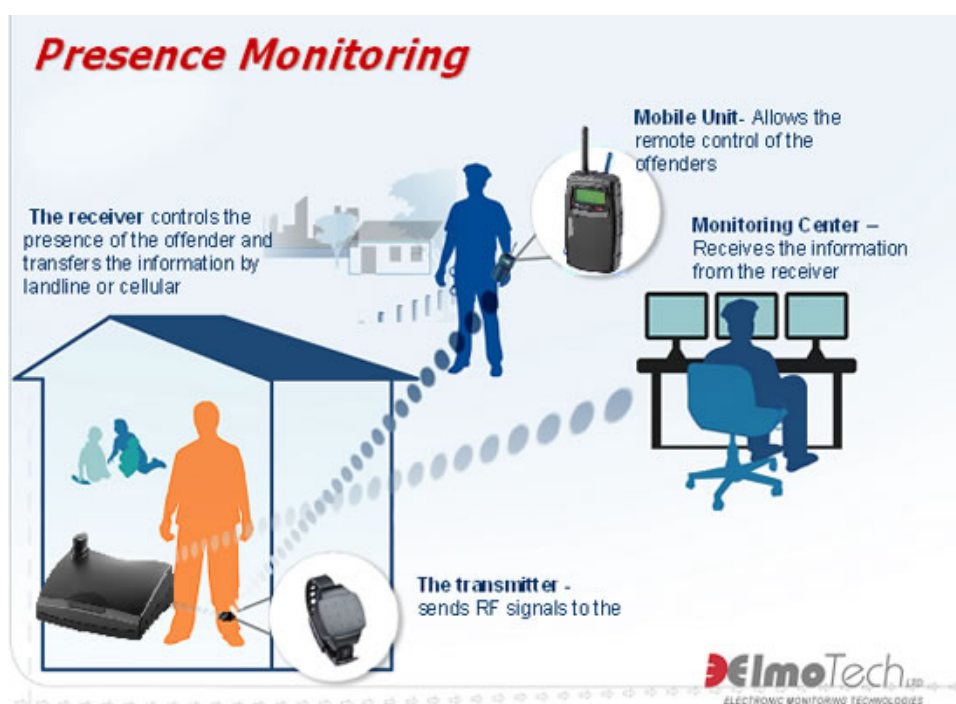 Presence Monitoring
Mobile Unit- Allows the
remote control of the
offenders
The receiver controls the
presence of the offender and
transfers the information by
landline or cellular
Monitoring Center –
Receives the information
from the receiver
The transmitter -
sends RF signals to the
ElmoTech LTD
ELECTRONIC MONITORING TECHNOLOGIES